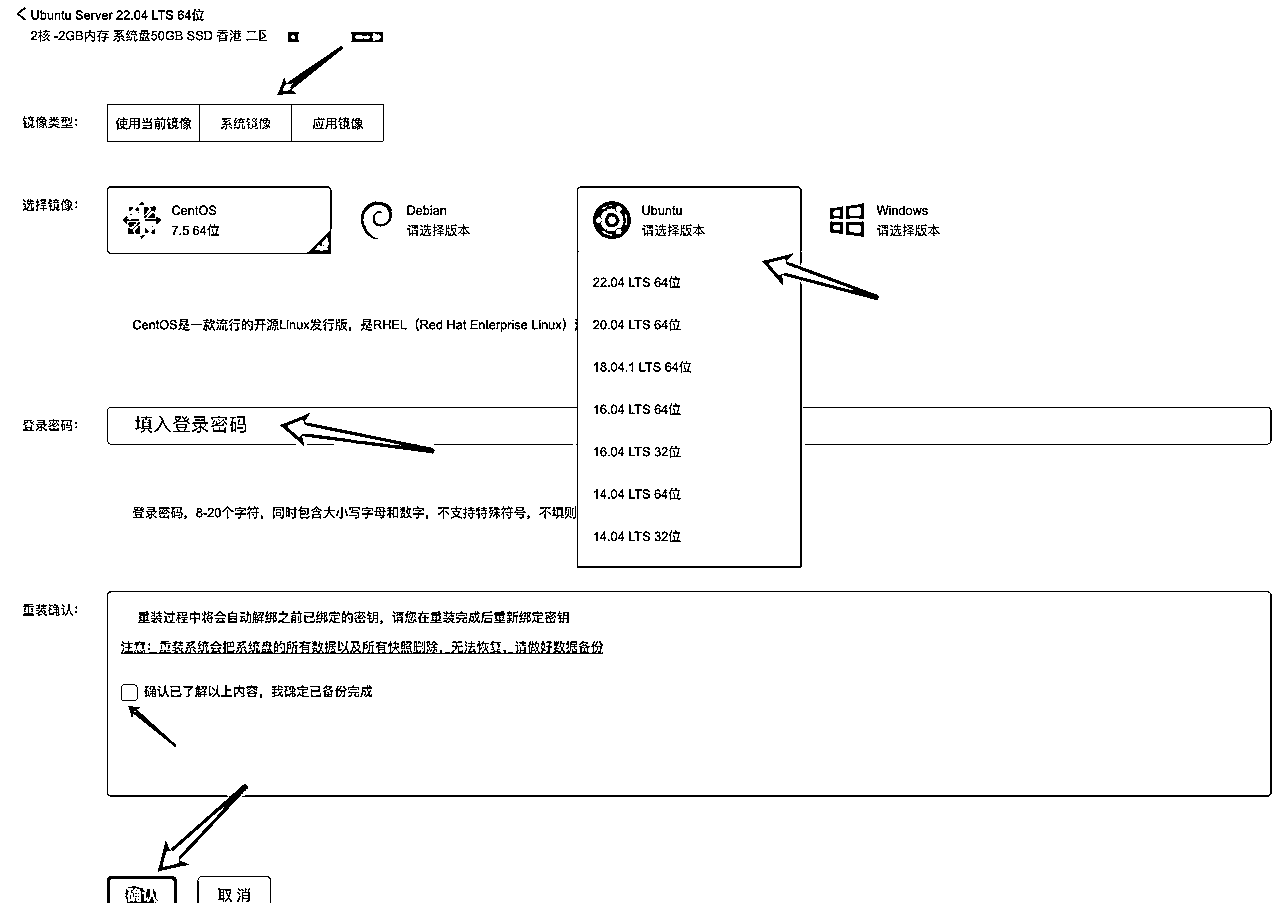 Ubuntu Server 22.04 LTS 64位
2核 -2GB内存 系统盘50GB SSD 香港 二区
镜像类型:
使用当前镜像
系统镜像
应用镜像
选择镜像:
CentOS
7.5 64位
Debian
请选择版本
Ubuntu
请选择版本
Windows
请选择版本
22.04 LTS 64位
CentOS是一款流行的开源Linux发行版，是RHEL（Red Hat Enterprise Linux）
20.04 LTS 64位
18.04.1 LTS 64位
16.04 LTS 64位
登录密码:
填入登录密码
16.04 LTS 32位
14.04 LTS 64位
登录密码，8-20个字符，同时包含大小写字母和数字，不支持特殊符号，不填则
14.04 LTS 32位
重装确认:
重装过程中将会自动解绑之前已绑定的密钥，请您在重装完成后重新绑定密钥
注意：重装系统会把系统盘的所有数据以及所有快照删除，无法恢复，请做好数据备份
确认已了解以上内容，我确定已备份完成
确认
取消